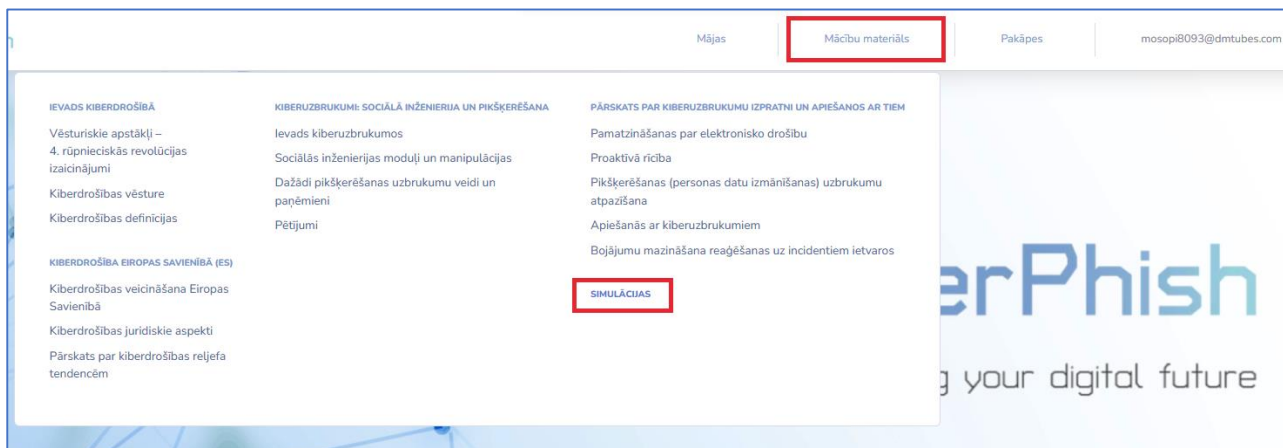 Mājas
Mācību materiāls
Pakāpes
mosopi8093@dmtubes.com
IEVADS KIBERDROŠĪBĀ
Vēsturiskie apstākļi –
4. rūpnieciskās revolūcijas
izaicinājumi
Kiberdrošības vēsture
Kiberdrošības definīcijas
KIBERDROŠĪBA EIROPAS SAVIENĪBĀ (ES)
Kiberdrošības veicināšana Eiropas
Savienībā
Kiberdrošības juridiskie aspekti
Pārskats par kiberdrošības reljefa
tendencēm
KIBERUZBRUKUMI: SOCIĀLĀ INŽENIERIJA UN PIKŠĶERĒŠANA
Ievads kiberuzbrukumos
Sociālās inženierijas moduļi un manipulācijas
Dažādi pikšķerēšanas uzbrukumu veidi un
paņēmieni
Pētījumi
PĀRSKATS PAR KIBERUZBRUKUMU IZPRATNI UN APIEŠANOS AR TIEM
Pamatzināšanas par elektronisko drošību
Proaktīvā rīcība
Pikšķerēšanas (personas datu izmānīšanas) uzbrukumu
atpazīšana
Apiešanās ar kiberuzbrukumiem
Bojājumu mazināšana reaģēšanas uz incidentiem ietvaros
SIMULĀCIJAS
erPhish
g your digital future